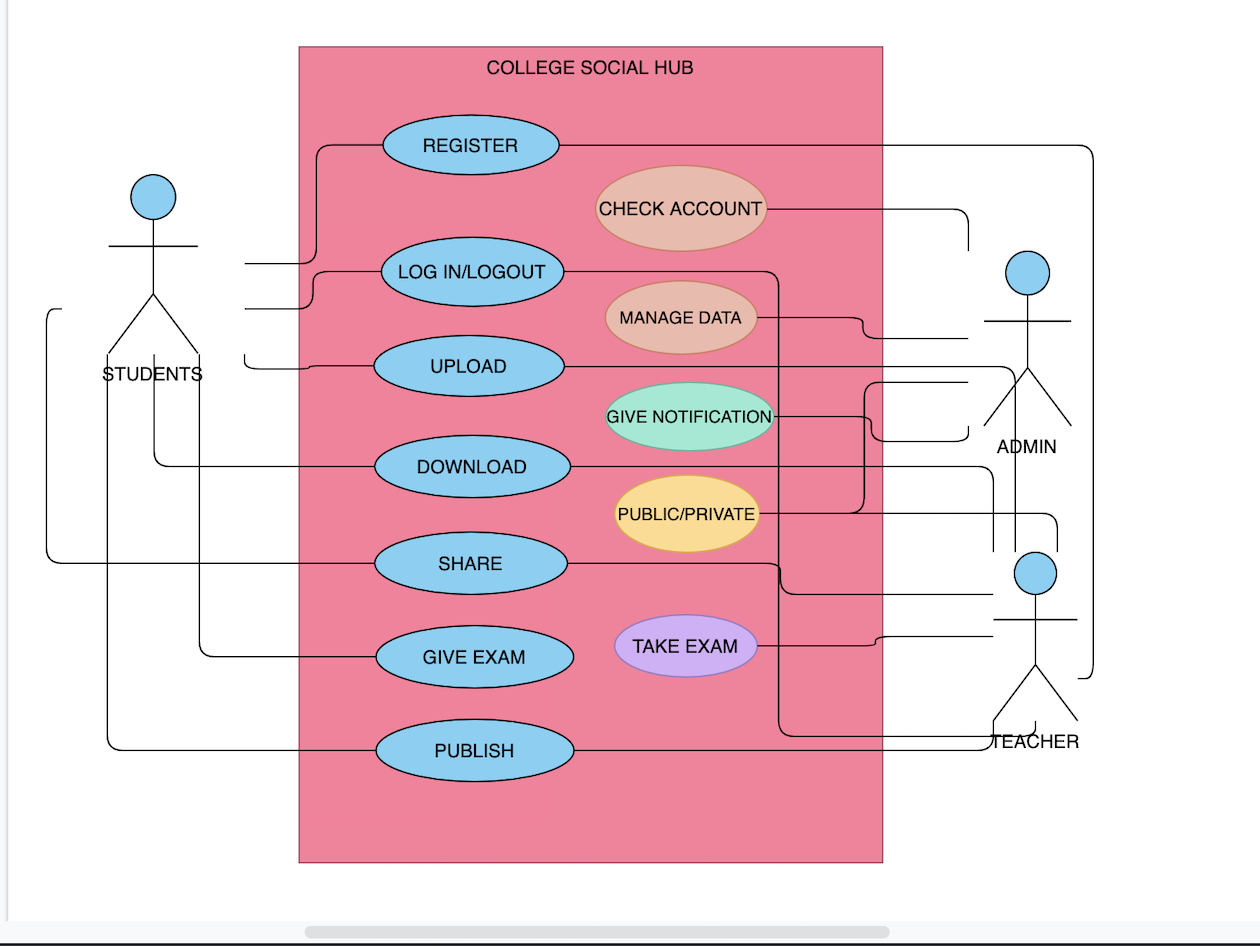 COLLEGE SOCIAL HUB
REGISTER
CHECK ACCOUNT
LOG IN/LOGOUT
MANAGE DATA
UPLOAD
STUDENTS
GIVE NOTIFICATION
ADMIN
DOWNLOAD
PUBLIC/PRIVATE
SHARE
TAKE EXAM
GIVE EXAM
TEACHER
PUBLISH